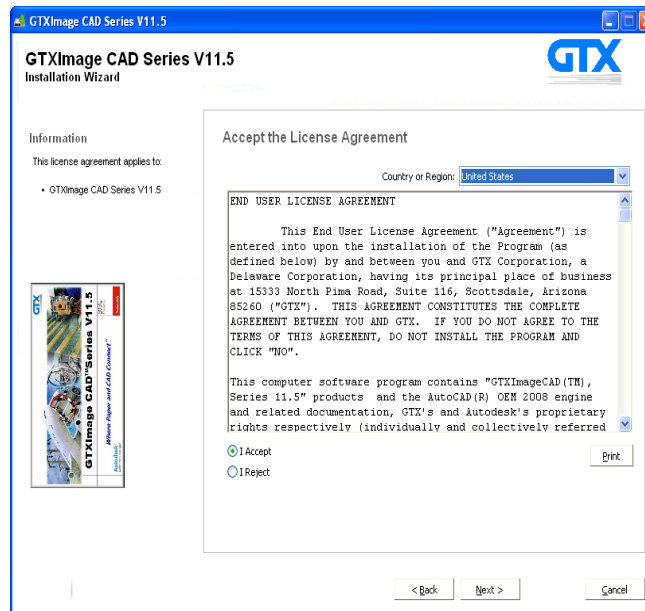 GTXImage CAD Series V11.5
GTXImage CAD Series V11.5
Installation Wizard
GTX
Information
This license agreement applies to:
• GTXImage CAD Series V11.5
GTX
GTXImage CAD™Series V11.5
Where Paper and CAD Connect™
Autodesk
Accept the License Agreement
Country or Region: United States
END USER LICENSE AGREEMENT
This End User License Agreement ("Agreement") is
entered into upon the installation of the Program (as
defined below) by and between you and GTX Corporation, a
Delaware Corporation, having its principal place of business
at 15333 North Pima Road, Suite 116, Scottsdale, Arizona
85260 ("GTX").  THIS AGREEMENT CONSTITUTES THE COMPLETE
AGREEMENT BETWEEN YOU AND GTX.  IF YOU DO NOT AGREE TO THE
TERMS OF THIS AGREEMENT, DO NOT INSTALL THE PROGRAM AND
CLICK "NO".
This computer software program contains "GTXImageCAD(TM),
Series 11.5" products  and the AutoCAD(R) OEM 2008 engine
and related documentation, GTX's and Autodesk's proprietary
rights respectively (individually and collectively referred
I Accept
I Reject
Print
< Back
Next >
Cancel